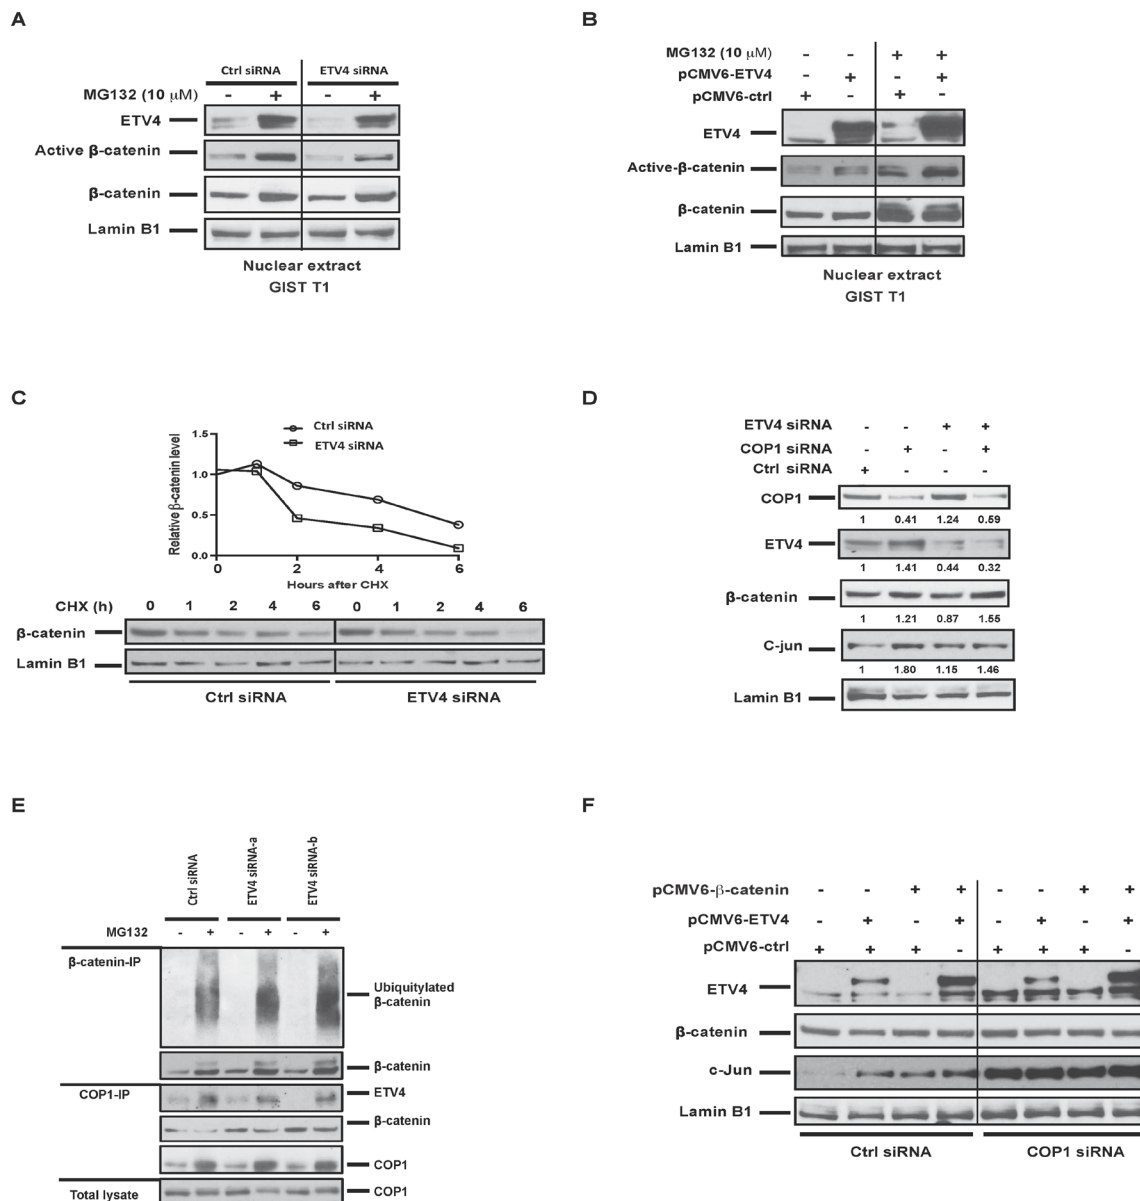 A
Ctrl siRNA ETV4 siRNA
MG132 (10 μM) - + - +
ETV4
Active β-catenin
β-catenin
Lamin B1
Nuclear extract
GIST T1
B
MG132 (10 μM) - - + +
pCMV6-ETV4 - + - +
pCMV6-ctrl + - + -
ETV4
Active-β-catenin
β-catenin
Lamin B1
Nuclear extract
GIST T1
C
Ctrl siRNA
ETV4 siRNA
Relative β-catenin level
1.5
1.0
0.5
0.0
0 2 4 6
Hours after CHX
CHX (h) 0 1 2 4 6 0 1 2 4 6
β-catenin
Lamin B1
Ctrl siRNA ETV4 siRNA
D
ETV4 siRNA - - + +
COP1 siRNA - + - +
Ctrl siRNA + - - -
COP1
1 0.41 1.24 0.59
ETV4
1 1.41 0.44 0.32
β-catenin
1 1.21 0.87 1.55
C-jun
1 1.80 1.15 1.46
Lamin B1
E
Ctrl siRNA
ETV4 siRNA-a
ETV4 siRNA-b
MG132 - + - + - +
β-catenin-IP
Ubiquitylated
β-catenin
β-catenin
COP1-IP
ETV4
β-catenin
COP1
Total lysate
COP1
F
pCMV6-β-catenin - - + + - - + +
pCMV6-ETV4 - + - + - + - +
pCMV6-ctrl + + + - + + + -
ETV4
β-catenin
c-Jun
Lamin B1
Ctrl siRNA COP1 siRNA